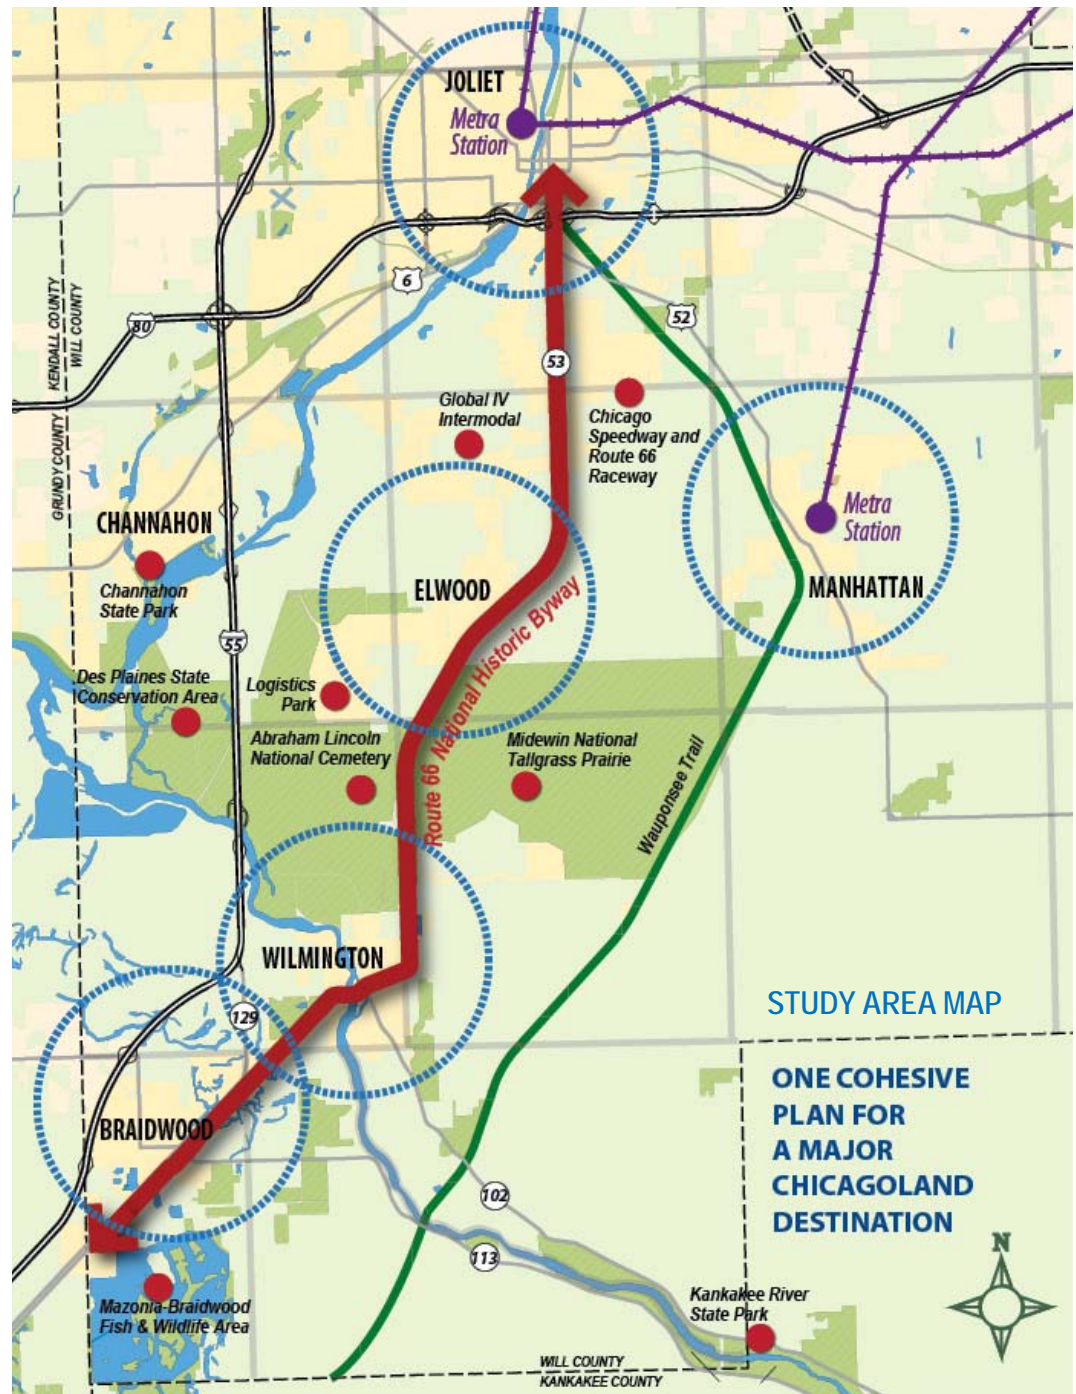 JOLIET
Metra
Station
6
80
52
53
KENDALL COUNTY
WILL COUNTY
GRUNDY COUNTY
Global IV
Intermodal
Chicago
Speedway and
Route 66
Raceway
CHANNAHON
Channahon
State Park
Metra
Station
MANHATTAN
ELWOOD
Route 66 National Historic Byway
55
Des Plaines State
Conservation Area
Logistics
Park
Abraham Lincoln
National Cemetery
Midewin National
Tallgrass Prairie
Wauponsee Trail
WILMINGTON
129
BRAIDWOOD
STUDY AREA MAP
ONE COHESIVE
PLAN FOR
A MAJOR
CHICAGOLAND
DESTINATION
102
113
N
Mazonia-Braidwood
Fish & Wildlife Area
Kankakee River
State Park
WILL COUNTY
KANKAKEE COUNTY